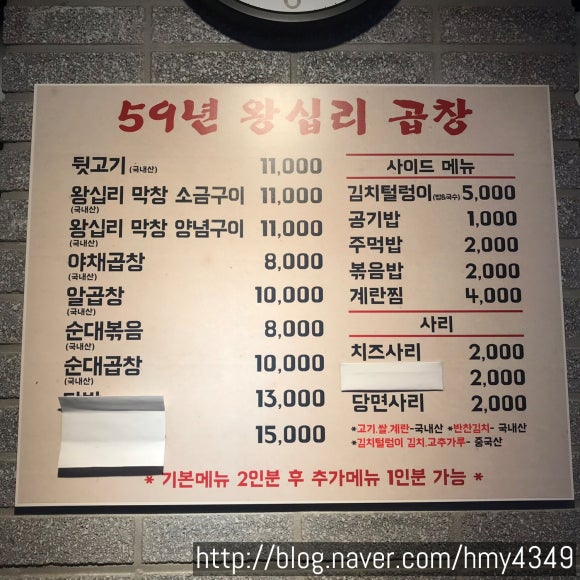 59년 왕십리 곱창
뒷고기 (국내산) 11,000
왕십리 막창 소금구이 11,000
(국내산)
왕십리 막창 양념구이 11,000
(국내산)
야채곱창 8,000
(국내산)
알곱창 10,000
(국내산)
순대볶음 8,000
(국내산)
순대곱창 10,000
(국내산)
13,000
15,000
사이드 메뉴
김치털렁이(밥&국수) 5,000
공기밥 1,000
주먹밥 2,000
볶음밥 2,000
계란찜 4,000
사리
치즈사리 2,000
2,000
당면사리 2,000
*고기.쌀.계란-국내산 *반찬김치- 국내산
*김치털렁이 김치.고추가루- 중국산
* 기본메뉴 2인분 후 추가메뉴 1인분 가능 *
http://blog.naver.com/hmy4349